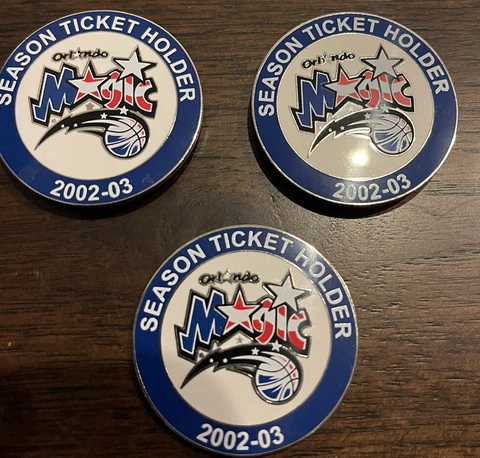 SEASON TICKET HOLDER
Orlando
Magic
2002-03
SEASON TICKET HOLDER
Orlando
Magic
2002-03
SEASON TICKET HOLDER
Orlando
Magic
2002-03